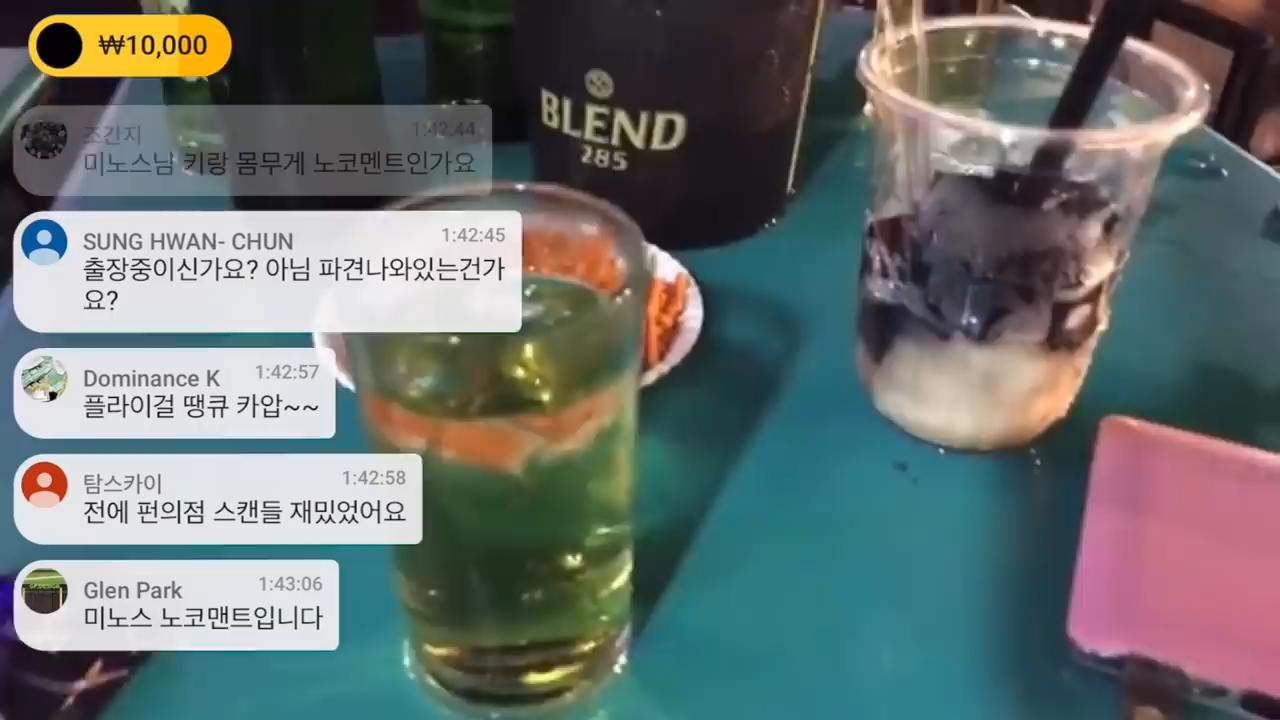 ₩10,000
조간지
1:42:44
미노스남 키랑 몸무게 노코멘트인가요
SUNG HWAN- CHUN
1:42:45
출장중이신가요? 아님 파견나와있는건가
요?
Dominance K
1:42:57
플라이걸 땡큐 카압~~
탐스카이
1:42:58
전에 펀의점 스캔들 재밌었어요
Glen Park
1:43:06
미노스 노코맨트입니다
BLEND
285